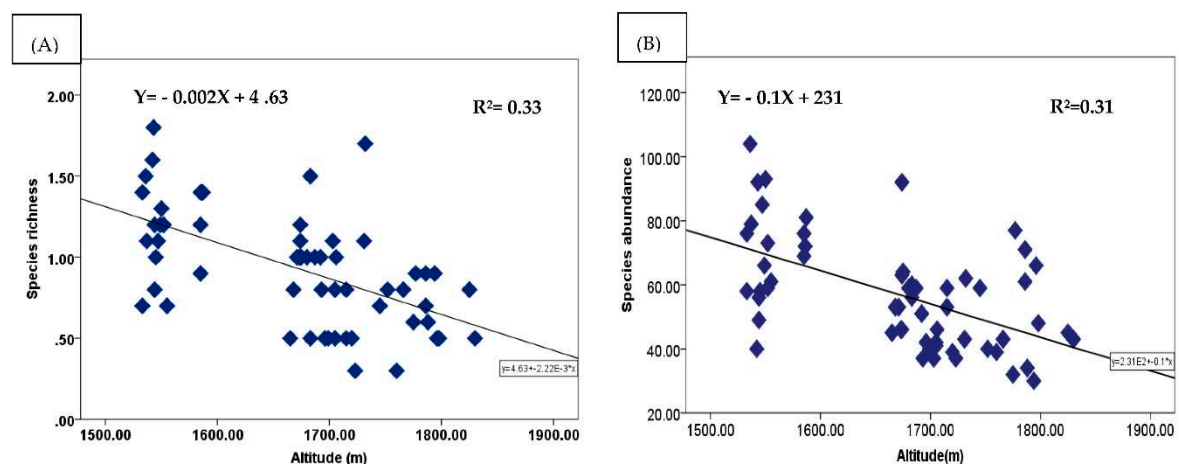 (A)
Y= - 0.002X + 4 .63
R²= 0.33
Species richness
2.00
1.50
1.00
.50
.00
y=4.63+-2.22E-3*x
1500.00 1600.00 1700.00 1800.00 1900.00
Altitude (m)
(B)
Y= - 0.1X + 231
R²=0.31
Species abundance
120.00
100.00
80.00
60.00
40.00
20.00
y=2.31E2+-0.1*x
1500.00 1600.00 1700.00 1800.00 1900.00
Altitude(m)